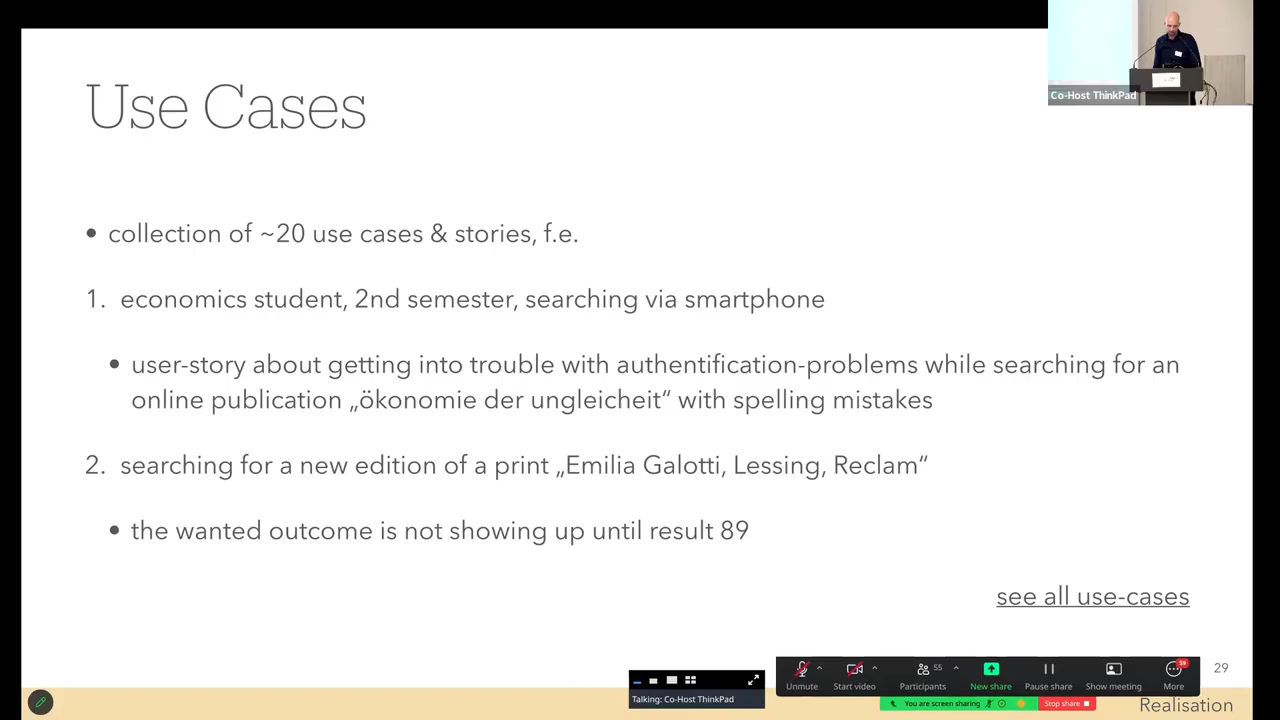 Use Cases
Co-Host ThinkPad
• collection of ~20 use cases & stories, f.e.
1. economics student, 2nd semester, searching via smartphone
• user-story about getting into trouble with authentification-problems while searching for an
online publication „ökonomie der ungleicheit“ with spelling mistakes
2. searching for a new edition of a print „Emilia Galotti, Lessing, Reclam“
• the wanted outcome is not showing up until result 89
see all use-cases
29
Realisation
Talking: Co-Host ThinkPad
Unmute
Start video
55
Participants
New share
Pause share
Show meeting
59
More
You are screen sharing
Stop share